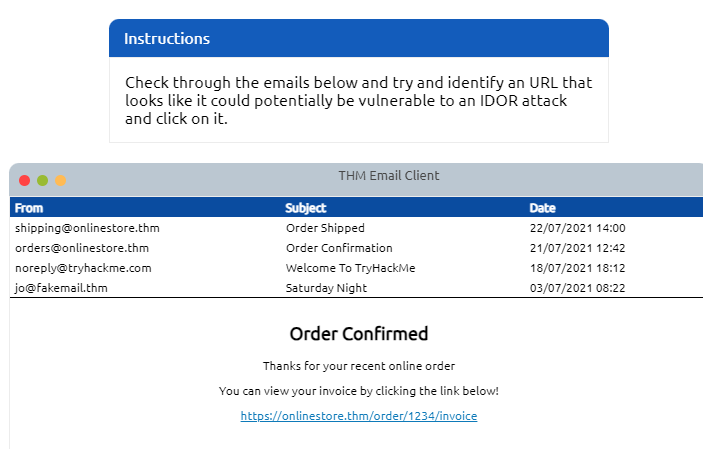 Instructions
Check through the emails below and try and identify an URL that
looks like it could potentially be vulnerable to an IDOR attack
and click on it.
THM Email Client
From Subject Date
shipping@onlinestore.thm Order Shipped 22/07/2021 14:00
orders@onlinestore.thm Order Confirmation 21/07/2021 12:42
noreply@tryhackme.com Welcome To TryHackMe 18/07/2021 18:12
jo@fakemail.thm Saturday Night 03/07/2021 08:22
Order Confirmed
Thanks for your recent online order
You can view your invoice by clicking the link below!
https://onlinestore.thm/order/1234/invoice